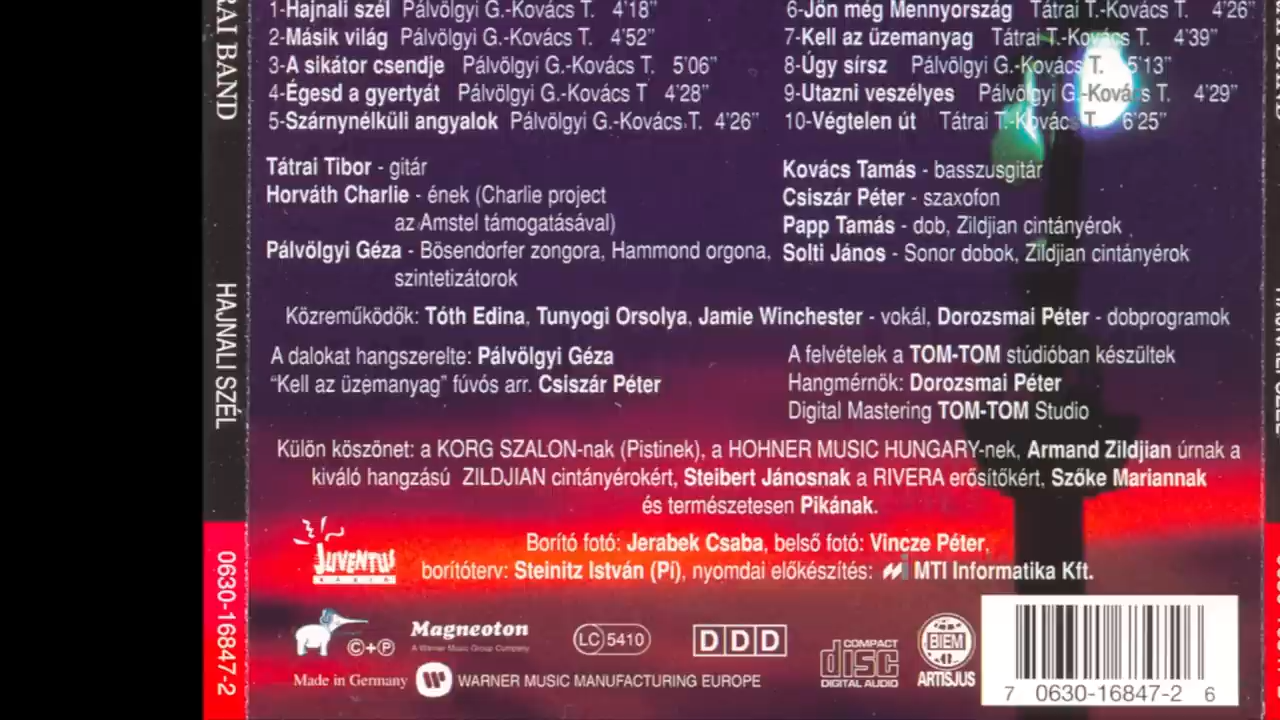 RAI BAND
HAJNALI SZÉL
0630-16847-2
1-Hajnali szél Pálvölgyi G.-Kovács T. 4'18”
2-Másik világ Pálvölgyi G.-Kovács T. 4'52”
3-A sikátor csendje Pálvölgyi G.-Kovács T. 5'06”
4-Égesd a gyertyát Pálvölgyi G.-Kovács T 4'28”
5-Szárnynélküli angyalok Pálvölgyi G.-Kovács.T. 4'26”
6-Jön még Mennyország Tátrai T.-Kovács T. 4'26”
7-Kell az üzemanyag Tátrai T.-Kovács T. 4'39”
8-Úgy sírsz Pálvölgyi G.-Kovács T. 5'13”
9-Utazni veszélyes Pálvölgyi G.-Kovács T. 4'29”
10-Végtelen út Tátrai T.-Kovács T. 6'25”
Tátrai Tibor - gitár
Horváth Charlie - ének (Charlie project
az Amstel támogatásával)
Pálvölgyi Géza - Bösendorfer zongora, Hammond orgona,
szintetizátorok
Kovács Tamás - basszusgitár
Csiszár Péter - szaxofon
Papp Tamás - dob, Zildjian cintányérok
Solti János - Sonor dobok, Zildjian cintányérok
Közreműködők: Tóth Edina, Tunyogi Orsolya, Jamie Winchester - vokál, Dorozsmai Péter - dobprogramok
A dalokat hangszerelte: Pálvölgyi Géza
“Kell az üzemanyag” fúvós arr. Csiszár Péter
A felvételek a TOM-TOM stúdióban készültek
Hangmérnök: Dorozsmai Péter
Digital Mastering TOM-TOM Studio
Külön köszönet: a KORG SZALON-nak (Pistinek), a HOHNER MUSIC HUNGARY-nek, Armand Zildjian úrnak a
kiváló hangzású ZILDJIAN cintányérokért, Steibert Jánosnak a RIVERA erősítőkért, Szőke Mariannak
és természetesen Pikának.
Borító fotó: Jerabek Csaba, belső fotó: Vincze Péter,
borítóterv: Steinitz István (Pi), nyomdai előkészítés: MTI Informatika Kft.
JUVENTUS
RÁDIÓ
©+℗
Magneoton
A Warner Music Group Company
LC 5410
DDD
COMPACT
disc
DIGITAL AUDIO
BIEM
ARTISJUS
Made in Germany WARNER MUSIC MANUFACTURING EUROPE
7 0630-16847-2 6